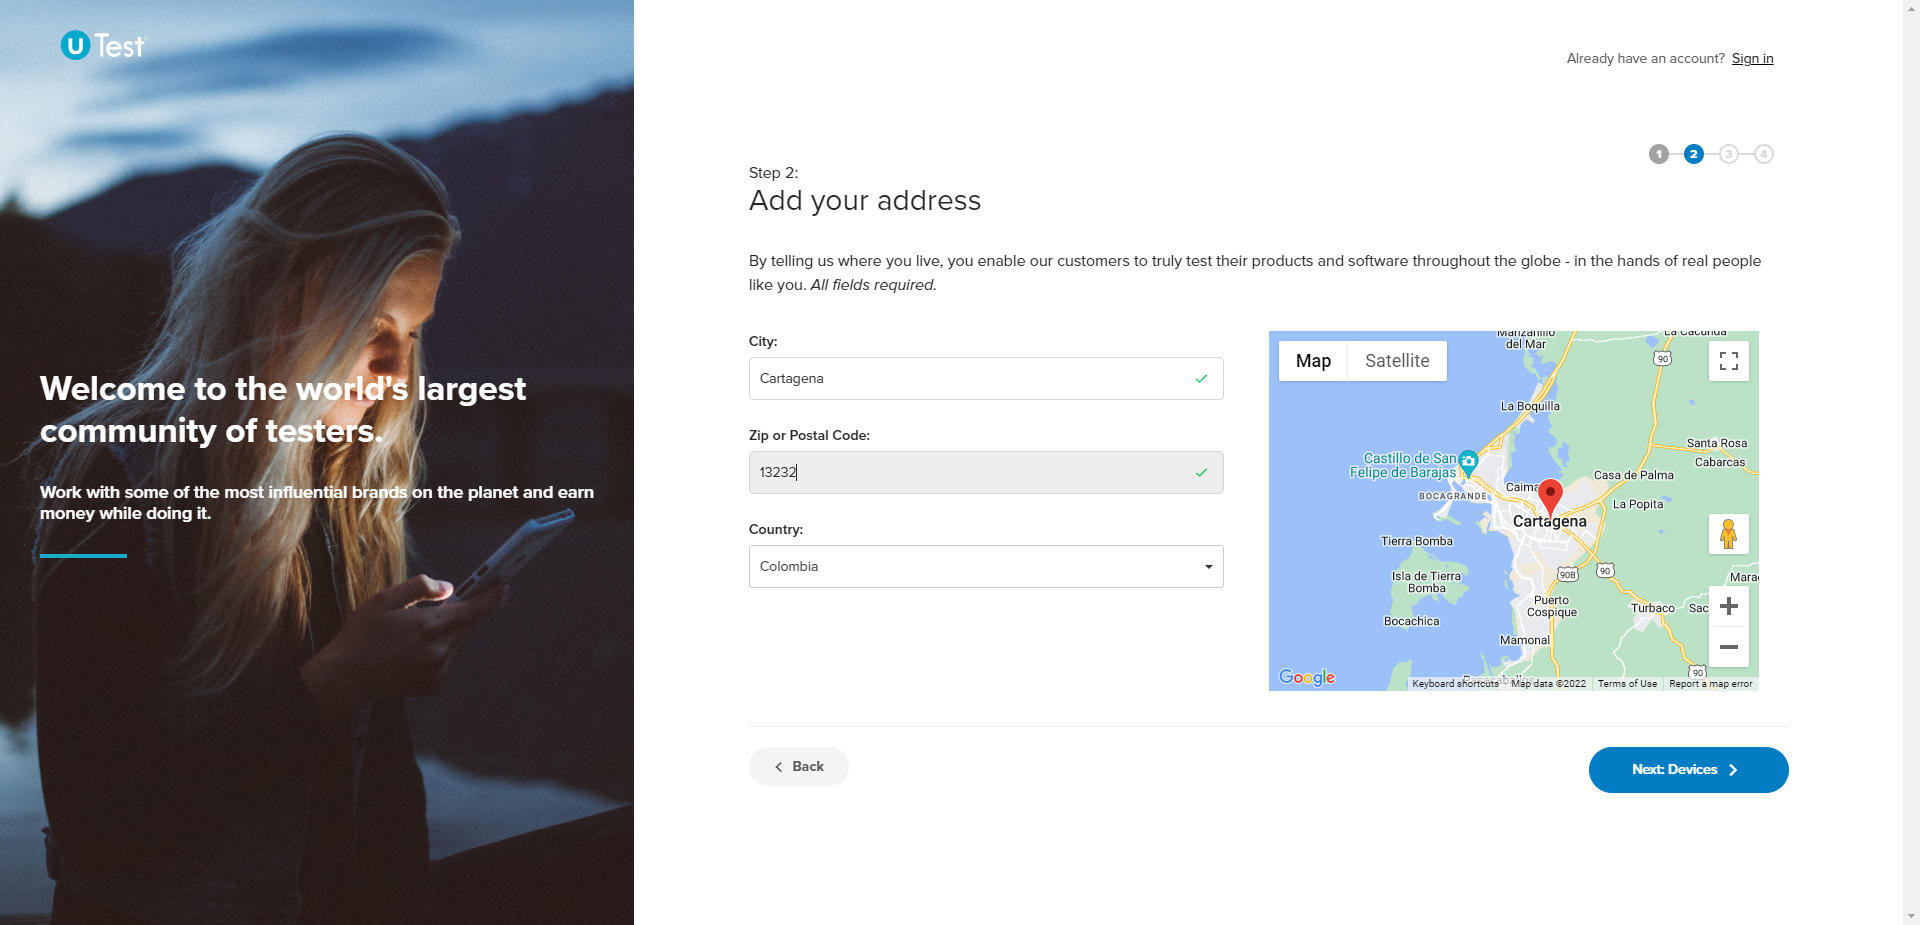 U Test
Welcome to the world's largest
community of testers.
Work with some of the most influential brands on the planet and earn
money while doing it.
Already have an account? Sign in
1 2 3 4
Step 2:
Add your address
By telling us where you live, you enable our customers to truly test their products and software throughout the globe - in the hands of real people
like you. All fields required.
City:
Cartagena
Zip or Postal Code:
13232
Country:
Colombia
Map Satellite
Manzanillo
del Mar
La Cacunda
90
La Boquilla
Santa Rosa
Castillo de San
Felipe de Barajas
Cabarcas
Casa de Palma
BOCAGRANDE
Caima
La Popita
Cartagena
Tierra Bomba
90B
90
Isla de Tierra
Bomba
Puerto
Cospique
Turbaco
Sac
Bocachica
Mamonal
90
Google
Keyboard shortcuts
Map data ©2022
Terms of Use
Report a map error
Back
Next: Devices